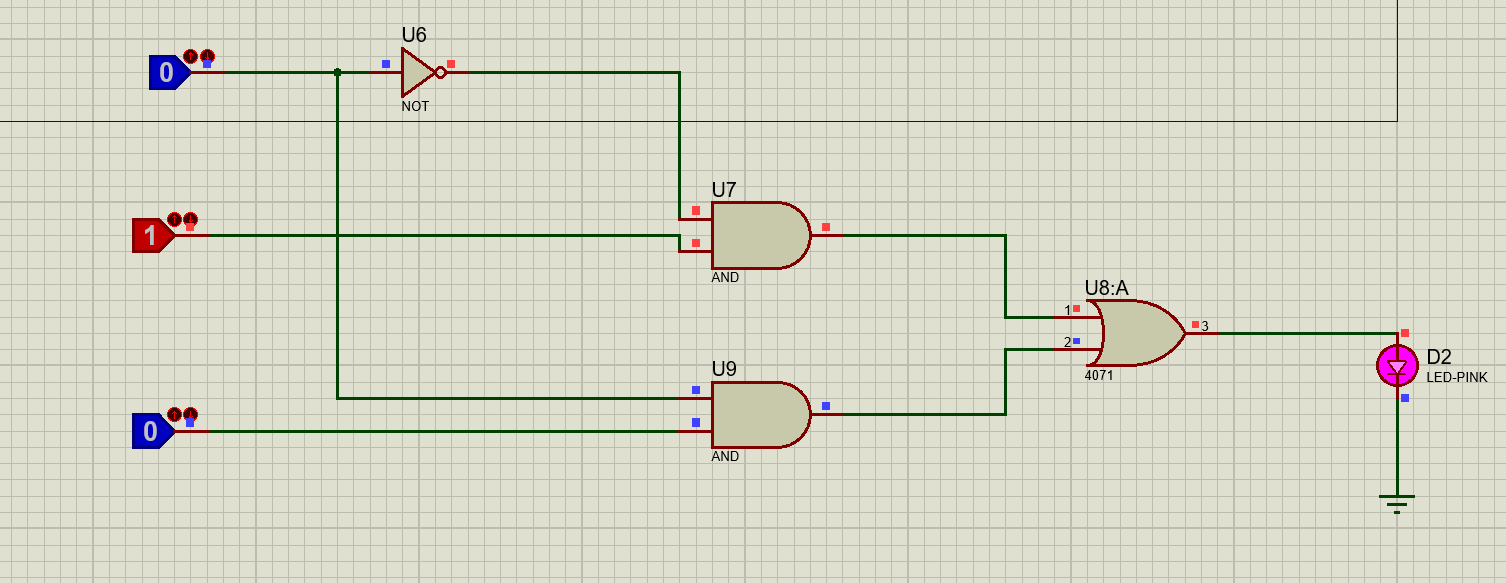 U6
0
NOT
U7
1
AND
U8:A
1
3
2
4071
D2
LED-PINK
U9
0
AND